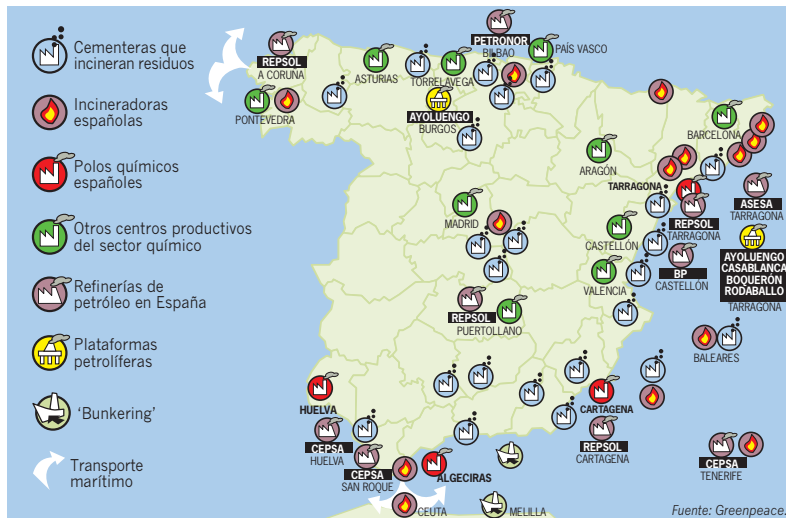 Cementeras que
incineran residuos
Incineradoras
españolas
Polos químicos
españoles
Otros centros productivos
del sector químico
Refinerías de
petróleo en España
Plataformas
petrolíferas
‘Bunkering’
Transporte
marítimo
REPSOL
A CORUNA
PONTEVEDRA
ASTURIAS
TORRELAVEGA
PETRONOR
BILBAO
PAÍS VASCO
AYOLUENGO
BURGOS
ARAGÓN
BARCELONA
TARRAGONA
REPSOL
TARRAGONA
ASESA
TARRAGONA
AYOLUENGO
CASABLANCA
BOQUERÓN
RODABALLO
TARRAGONA
MADRID
CASTELLÓN
BP
CASTELLÓN
VALENCIA
REPSOL
PUERTOLLANO
BALEARES
HUELVA
CEPSA
HUELVA
CEPSA
SAN ROQUE
ALGECIRAS
CARTAGENA
REPSOL
CARTAGENA
CEPSA
TENERIFE
CEUTA
MELILLA
Fuente: Greenpeace.